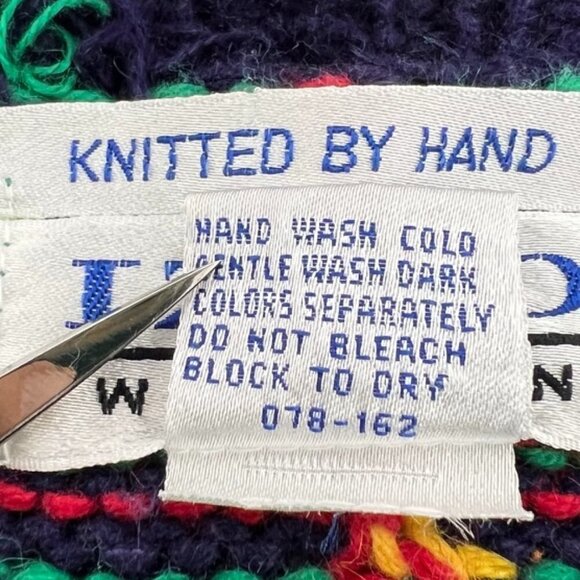 KNITTED BY HAND
HAND WASH COLD
GENTLE WASH DARK
COLORS SEPARATELY
DO NOT BLEACH
BLOCK TO DRY
078-162